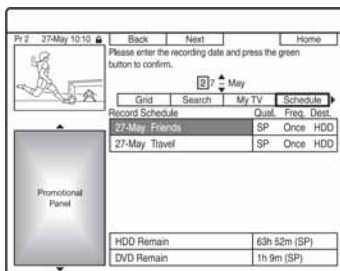 Pr 2 27-May 10:10 Back Next Home
Please enter the recording date and press the green
button to confirm.
27 May
Grid Search My TV Schedule
Record Schedule Qual. Freq. Dest.
27-May Friends SP Once HDD
27-May Travel SP Once HDD
Promotional
Panel
HDD Remain 63h 52m (SP)
DVD Remain 1h 9m (SP)